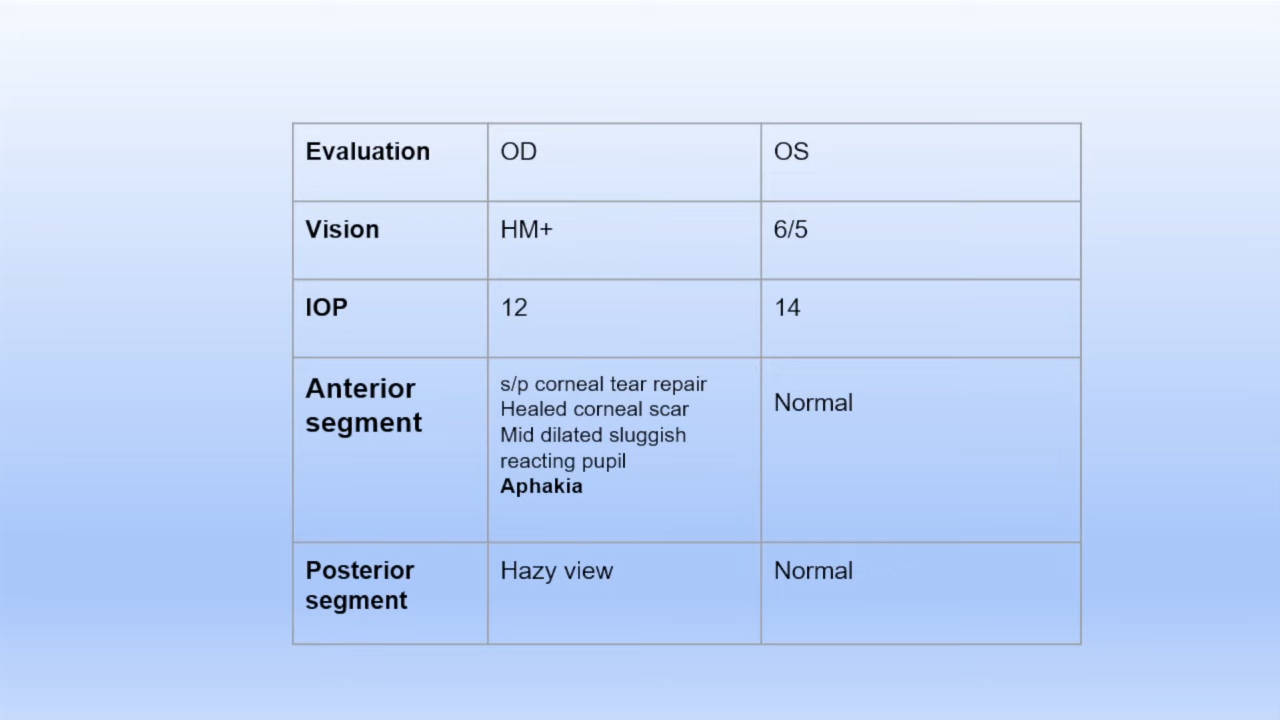 Evaluation OD OS
Vision HM+ 6/5
IOP 12 14
Anterior
segment
s/p corneal tear repair
Healed corneal scar
Mid dilated sluggish
reacting pupil
Aphakia
Normal
Posterior
segment
Hazy view
Normal